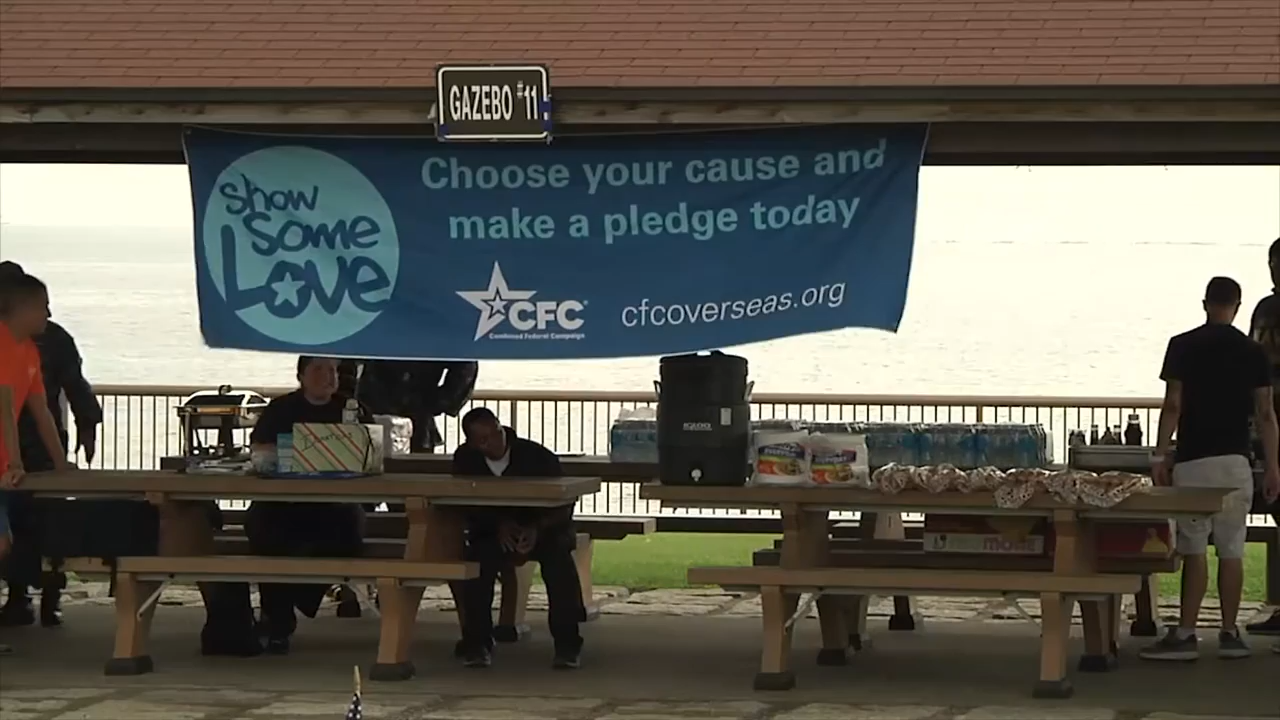 GAZEBO #11
Choose your cause and
make a pledge today
show
Some
Love
CFC
Combined Federal Campaign
cfcoverseas.org
IGLOO